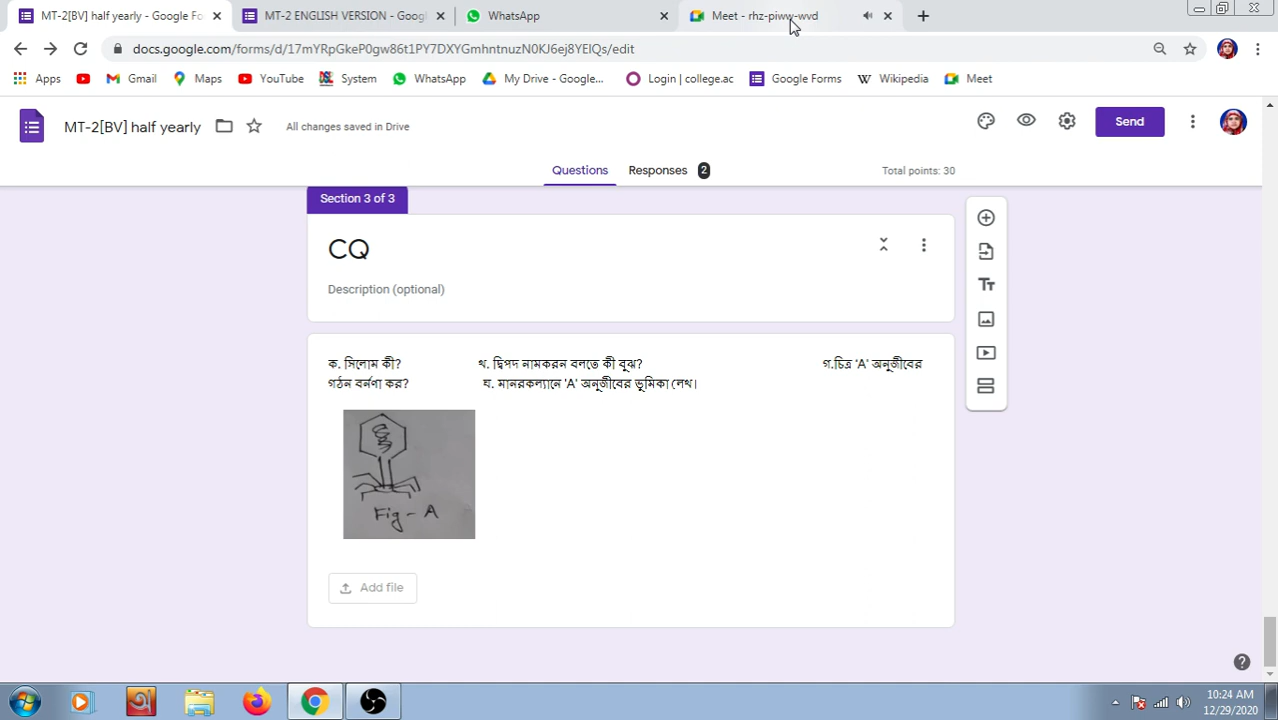 MT-2[BV] half yearly - Google Fo
MT-2 ENGLISH VERSION - Googl
WhatsApp
Meet - rhz-piww-wvd
docs.google.com/forms/d/17mYRpGkeP0gw86t1PY7DXYGmhntnuzN0KJ6ej8YElQs/edit
Apps
Gmail
Maps
YouTube
System
WhatsApp
My Drive - Google...
Login | college.ac
Google Forms
Wikipedia
Meet
MT-2[BV] half yearly
All changes saved in Drive
Send
Questions
Responses 2
Total points: 30
Section 3 of 3
CQ
Description (optional)
ক. সিলোম কী? খ. দ্বিপদ নামকরন বলতে কী বুঝ? গ.চিত্র ‘A’ অনুজীবের
গঠন বর্নণা কর? ঘ. মানরকল্যানে 'A' অনুজীবের ভূমিকা লেখ।
Fig - A
Add file
10:24 AM
12/29/2020